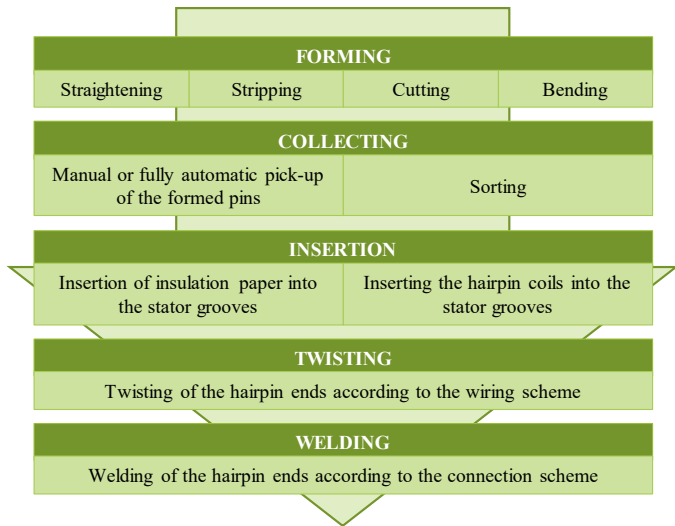 FORMING
Straightening
Stripping
Cutting
Bending
COLLECTING
Manual or fully automatic pick-up
of the formed pins
Sorting
INSERTION
Insertion of insulation paper into
the stator grooves
Inserting the hairpin coils into the
stator grooves
TWISTING
Twisting of the hairpin ends according to the wiring scheme
WELDING
Welding of the hairpin ends according to the connection scheme